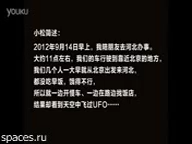 YOUKU
小松简述：
2012年9月14日早上，我陪朋友去河北办事。
大约11点左右，我们的车行驶到靠近北京的地方，
我们几个人一大早就从北京出发来河北，
都没吃早饭，饿得不行，
所以就一边开慢车、一边在路边找饭店，
结果却看到天空中飞过UFO……
spaces.ru